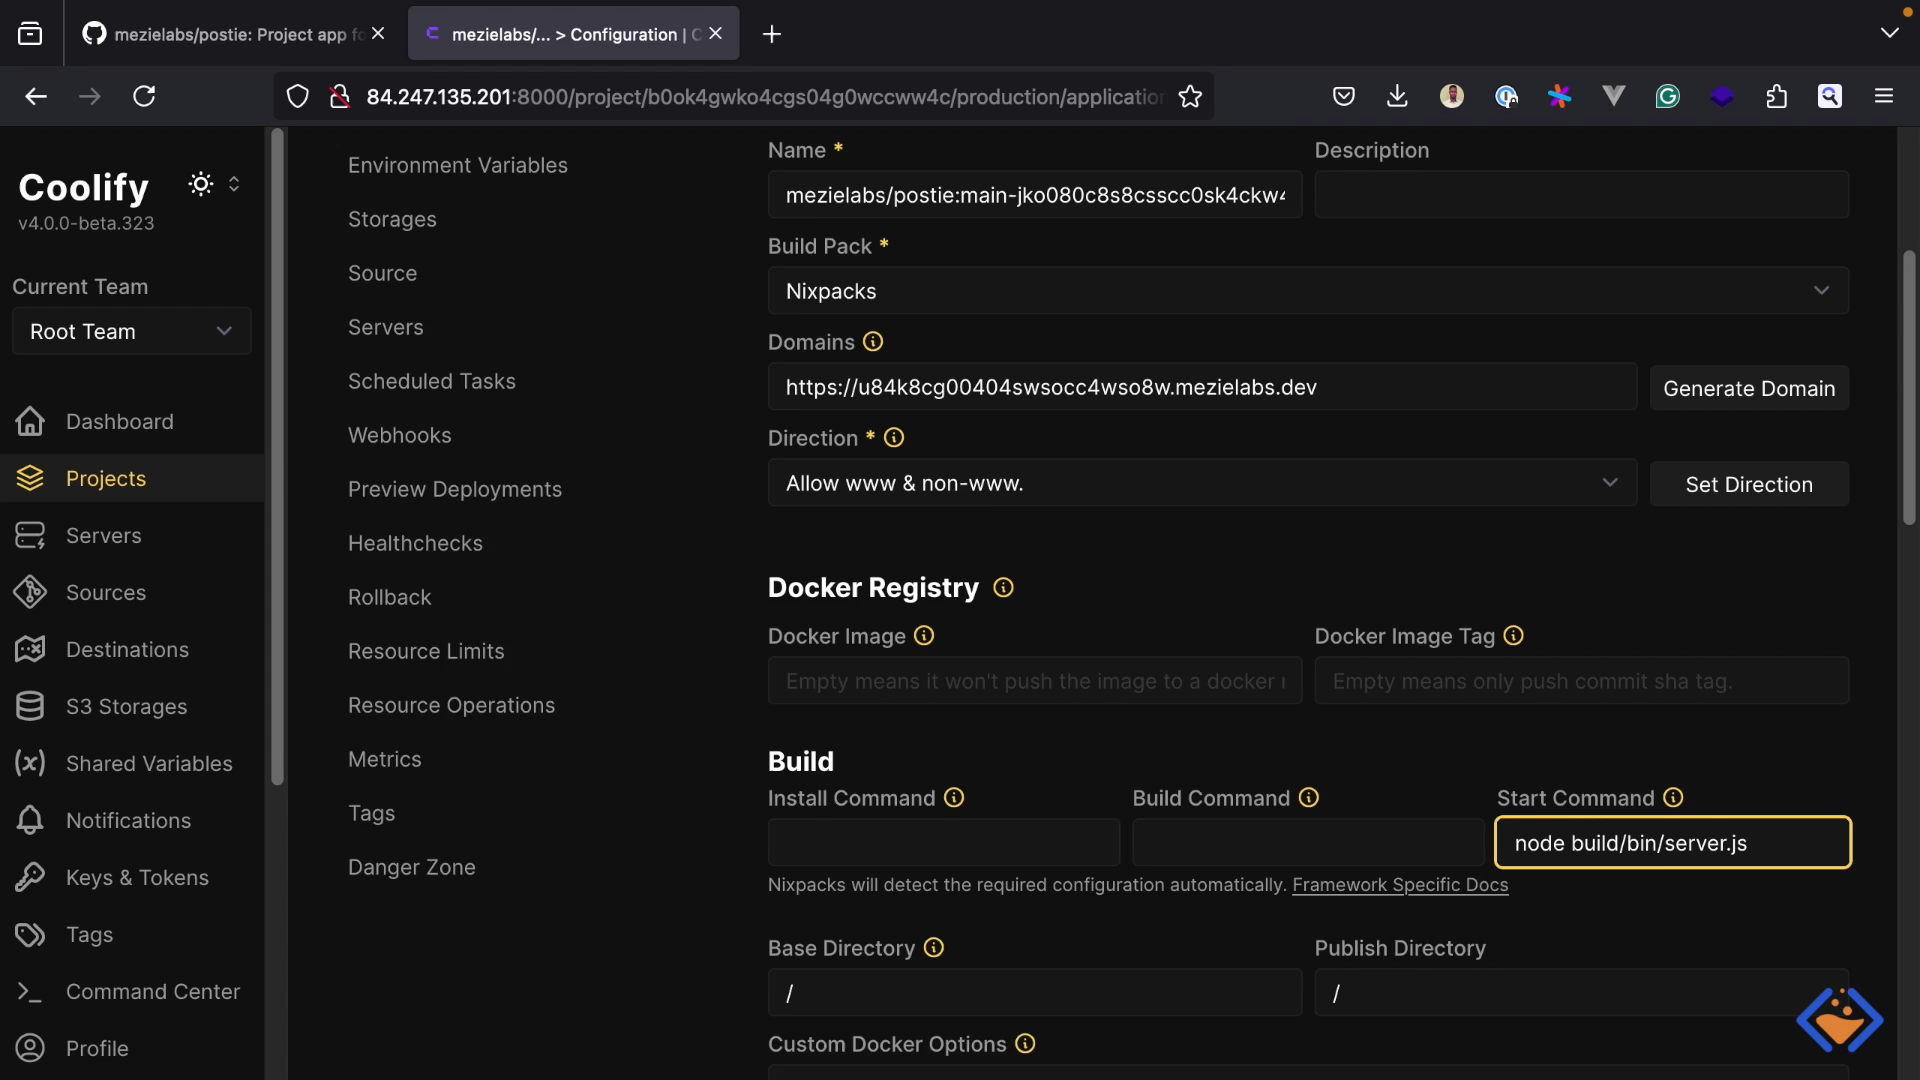 mezielabs/postie: Project app fo
mezielabs/... > Configuration | C
84.247.135.201:8000/project/b0ok4gwko4cgs04g0wccww4c/production/application
Coolify
v4.0.0-beta.323
Current Team
Root Team
Dashboard
Projects
Servers
Sources
Destinations
S3 Storages
Shared Variables
Notifications
Keys & Tokens
Tags
Command Center
Profile
Environment Variables
Storages
Source
Servers
Scheduled Tasks
Webhooks
Preview Deployments
Healthchecks
Rollback
Resource Limits
Resource Operations
Metrics
Tags
Danger Zone
Name *
Description
mezielabs/postie:main-jko080c8s8csscc0sk4ckw4
Build Pack *
Nixpacks
Domains
https://u84k8cg00404swsocc4wso8w.mezielabs.dev
Generate Domain
Direction *
Allow www & non-www.
Set Direction
Docker Registry
Docker Image
Docker Image Tag
Empty means it won't push the image to a docker r
Empty means only push commit sha tag.
Build
Install Command
Build Command
Start Command
node build/bin/server.js
Nixpacks will detect the required configuration automatically. Framework Specific Docs
Base Directory
Publish Directory
/
/
Custom Docker Options